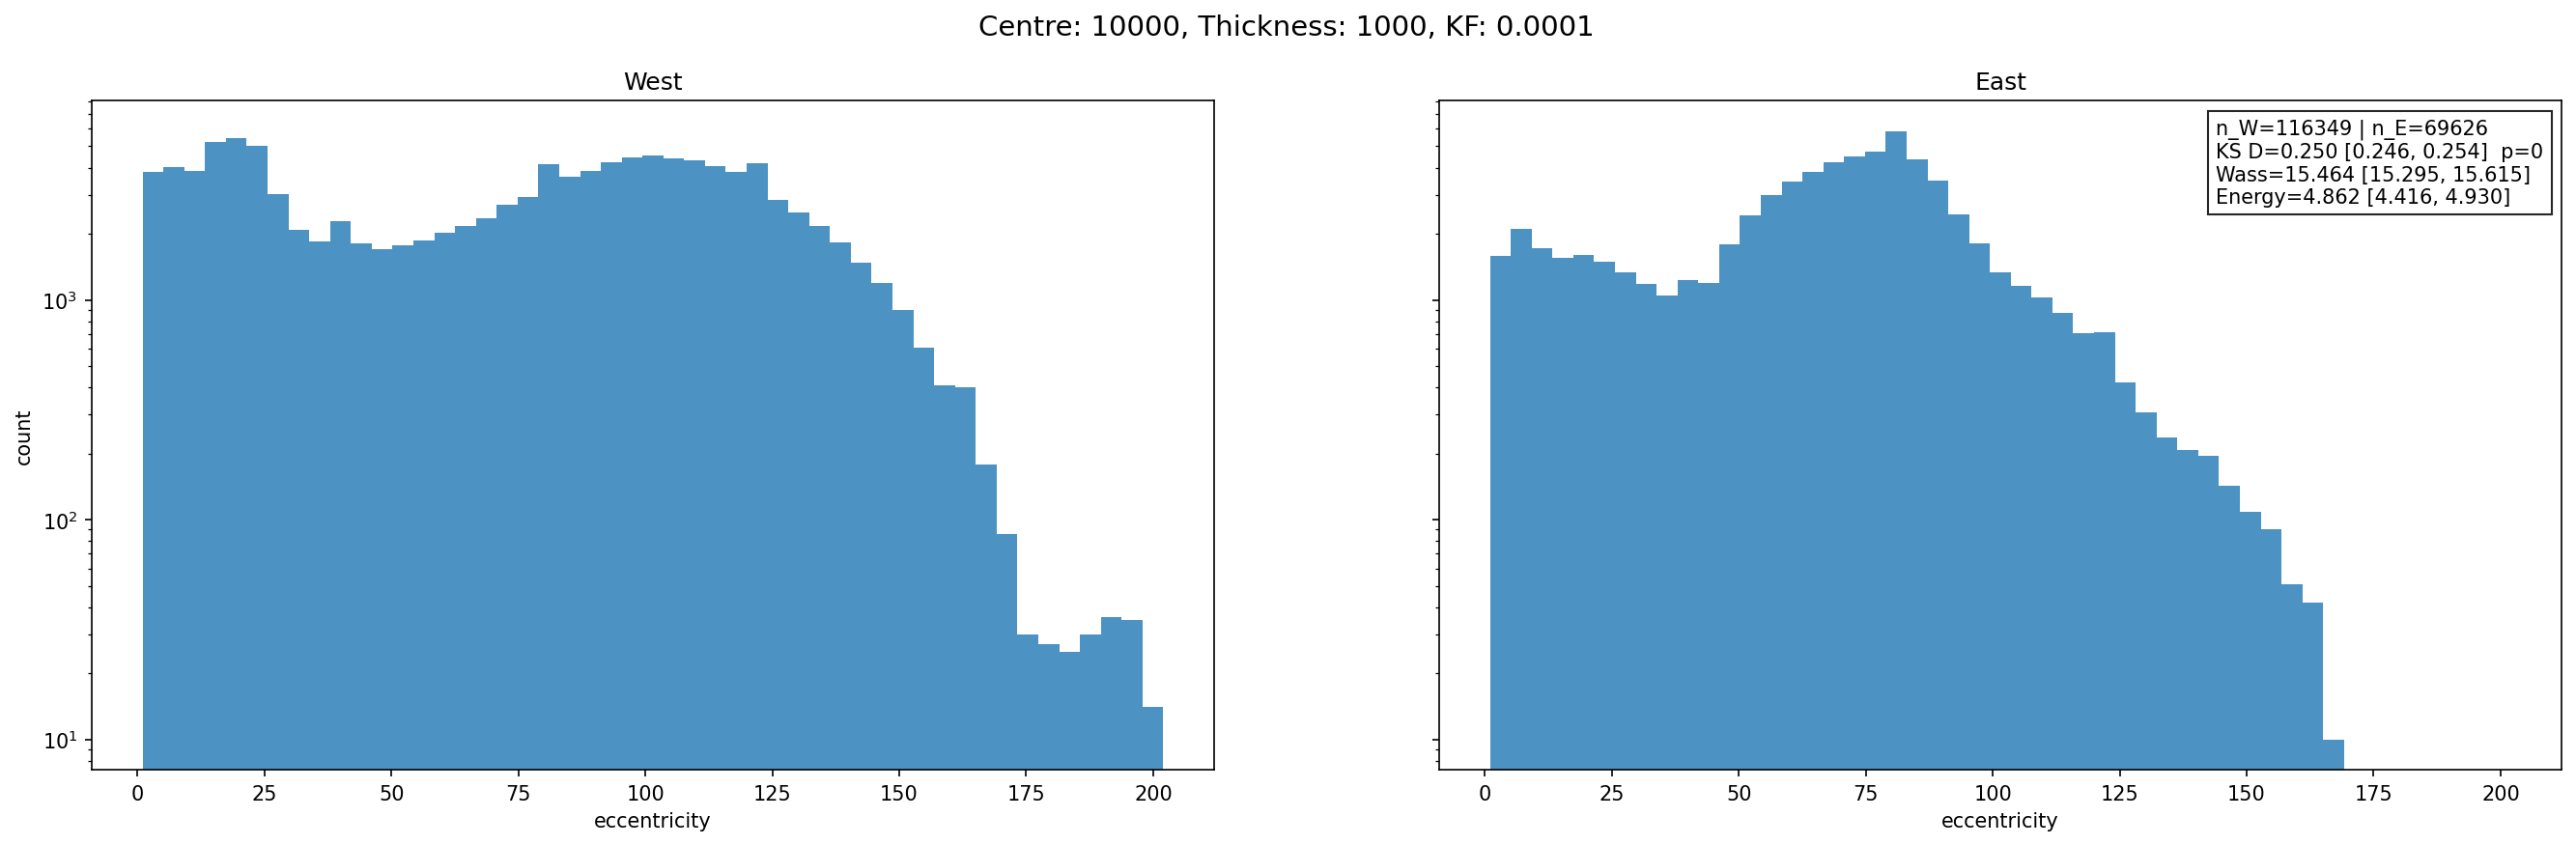 Centre: 10000, Thickness: 1000, KF: 0.0001
West
East
n_W=116349 | n_E=69626
KS D=0.250 [0.246, 0.254]  p=0
Wass=15.464 [15.295, 15.615]
Energy=4.862 [4.416, 4.930]
count
10³
10²
10¹
0 25 50 75 100 125 150 175 200
0 25 50 75 100 125 150 175 200
eccentricity
eccentricity